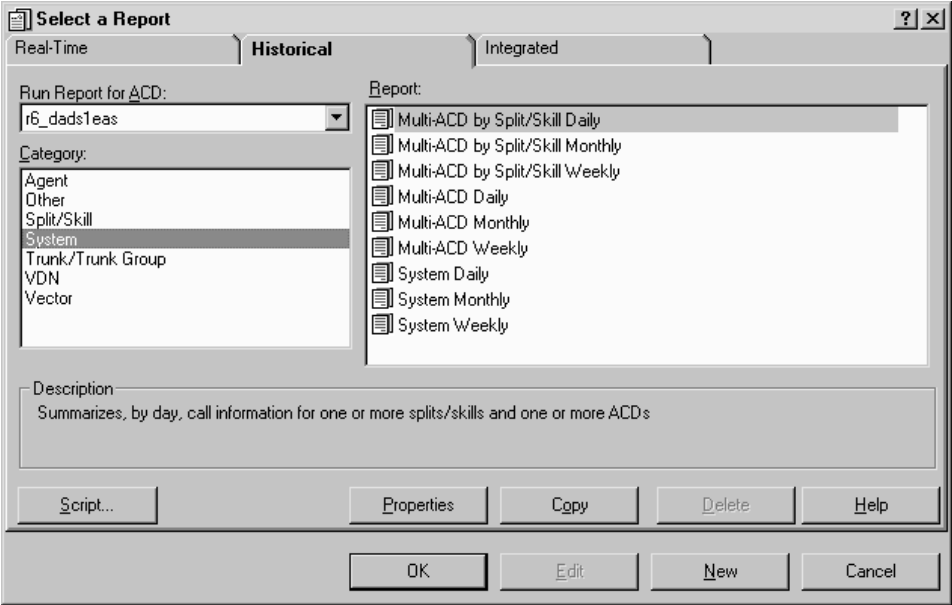 Select a Report
Real-Time
Historical
Integrated
Run Report for ACD:
r6_dads1eas
Category:
Agent
Other
Split/Skill
System
Trunk/Trunk Group
VDN
Vector
Report:
Multi-ACD by Split/Skill Daily
Multi-ACD by Split/Skill Monthly
Multi-ACD by Split/Skill Weekly
Multi-ACD Daily
Multi-ACD Monthly
Multi-ACD Weekly
System Daily
System Monthly
System Weekly
Description
Summarizes, by day, call information for one or more splits/skills and one or more ACDs
Script...
Properties
Copy
Delete
Help
OK
Edit
New
Cancel